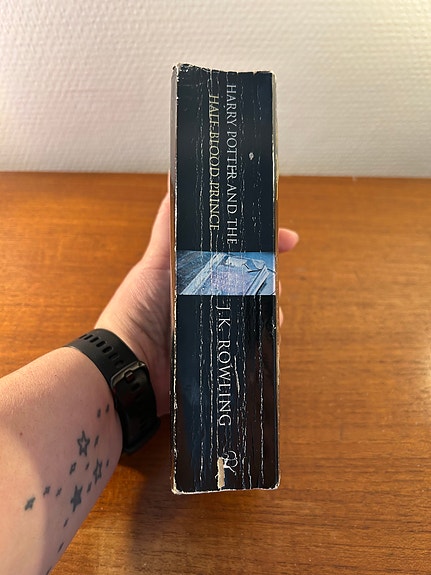 HARRY POTTER AND THE
HALF-BLOOD PRINCE
J.K. ROWLING